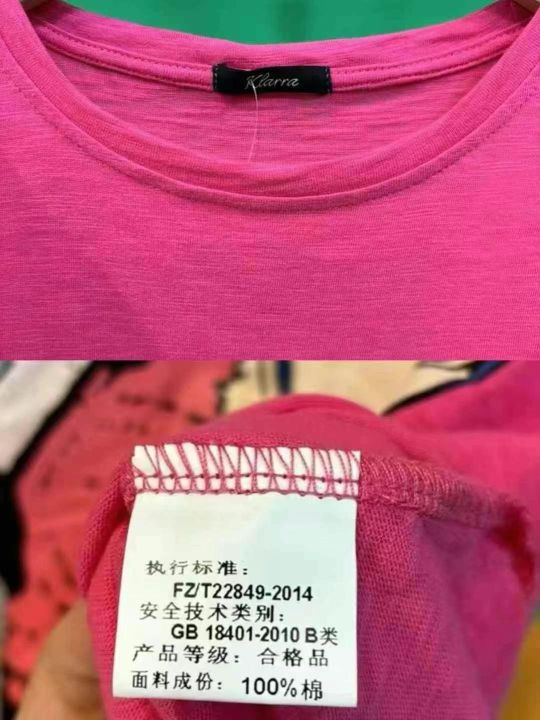 Klarra
执行标准：
FZ/T22849-2014
安全技术类别：
GB 18401-2010 B类
产品等级：合格品
面料成份：100%棉